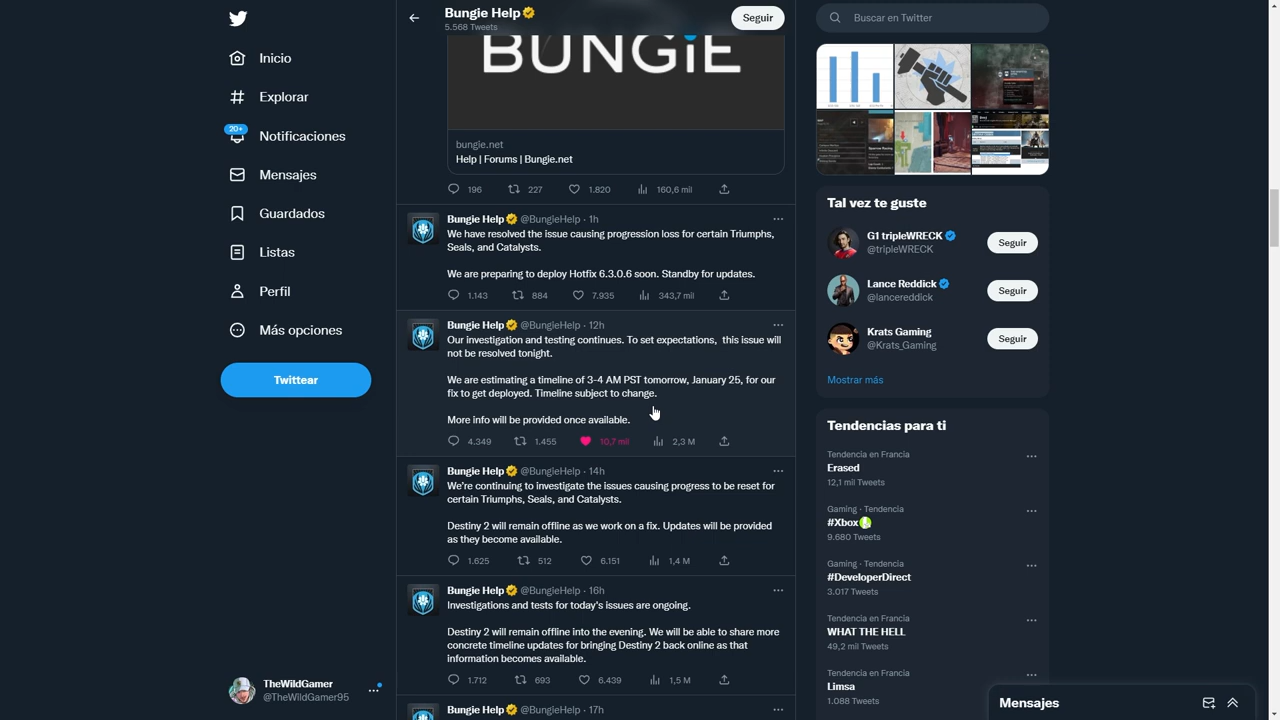 Inicio
Explorar
20+
Notificaciones
Mensajes
Guardados
Listas
Perfil
Más opciones
Twittear
TheWildGamer
@TheWildGamer95
Bungie Help
5.568 Tweets
Seguir
BUNGiE
bungie.net
Help | Forums | Bungie.net
196 227 1.820 160,6 mil
Bungie Help @BungieHelp · 1h
We have resolved the issue causing progression loss for certain Triumphs,
Seals, and Catalysts.
We are preparing to deploy Hotfix 6.3.0.6 soon. Standby for updates.
1.143 884 7.935 343,7 mil
Bungie Help @BungieHelp · 12h
Our investigation and testing continues. To set expectations, this issue will
not be resolved tonight.
We are estimating a timeline of 3-4 AM PST tomorrow, January 25, for our
fix to get deployed. Timeline subject to change.
More info will be provided once available.
4.349 1.455 10,7 mil 2,3 M
Bungie Help @BungieHelp · 14h
We're continuing to investigate the issues causing progress to be reset for
certain Triumphs, Seals, and Catalysts.
Destiny 2 will remain offline as we work on a fix. Updates will be provided
as they become available.
1.625 512 6.151 1,4 M
Bungie Help @BungieHelp · 16h
Investigations and tests for today's issues are ongoing.
Destiny 2 will remain offline into the evening. We will be able to share more
concrete timeline updates for bringing Destiny 2 back online as that
information becomes available.
1.712 693 6.439 1,5 M
Bungie Help @BungieHelp · 17h
Buscar en Twitter
Tal vez te guste
G1 tripleWRECK
@tripleWRECK
Seguir
Lance Reddick
@lancereddick
Seguir
Krats Gaming
@Krats_Gaming
Seguir
Mostrar más
Tendencias para ti
Tendencia en Francia
Erased
12,1 mil Tweets
Gaming · Tendencia
#Xbox
9.680 Tweets
Gaming · Tendencia
#DeveloperDirect
3.017 Tweets
Tendencia en Francia
WHAT THE HELL
49,2 mil Tweets
Tendencia en Francia
Limsa
1.088 Tweets
Mensajes